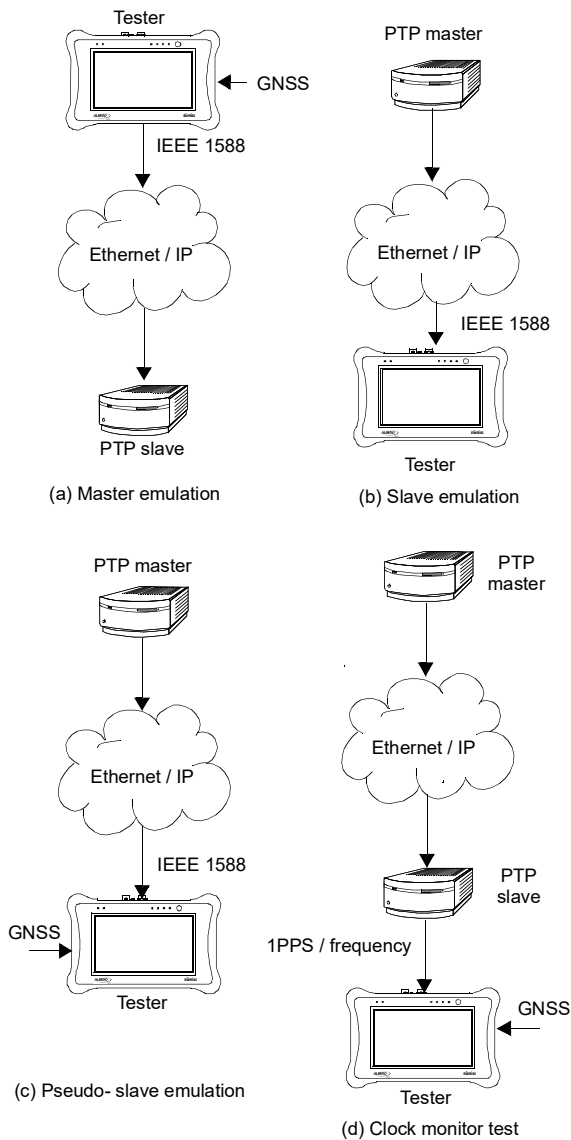 Tester
GNSS
IEEE 1588
Ethernet / IP
PTP slave
(a) Master emulation
PTP master
Ethernet / IP
IEEE 1588
Tester
(b) Slave emulation
PTP master
Ethernet / IP
IEEE 1588
GNSS
Tester
(c) Pseudo- slave emulation
PTP
master
Ethernet / IP
PTP
slave
1PPS / frequency
GNSS
Tester
(d) Clock monitor test